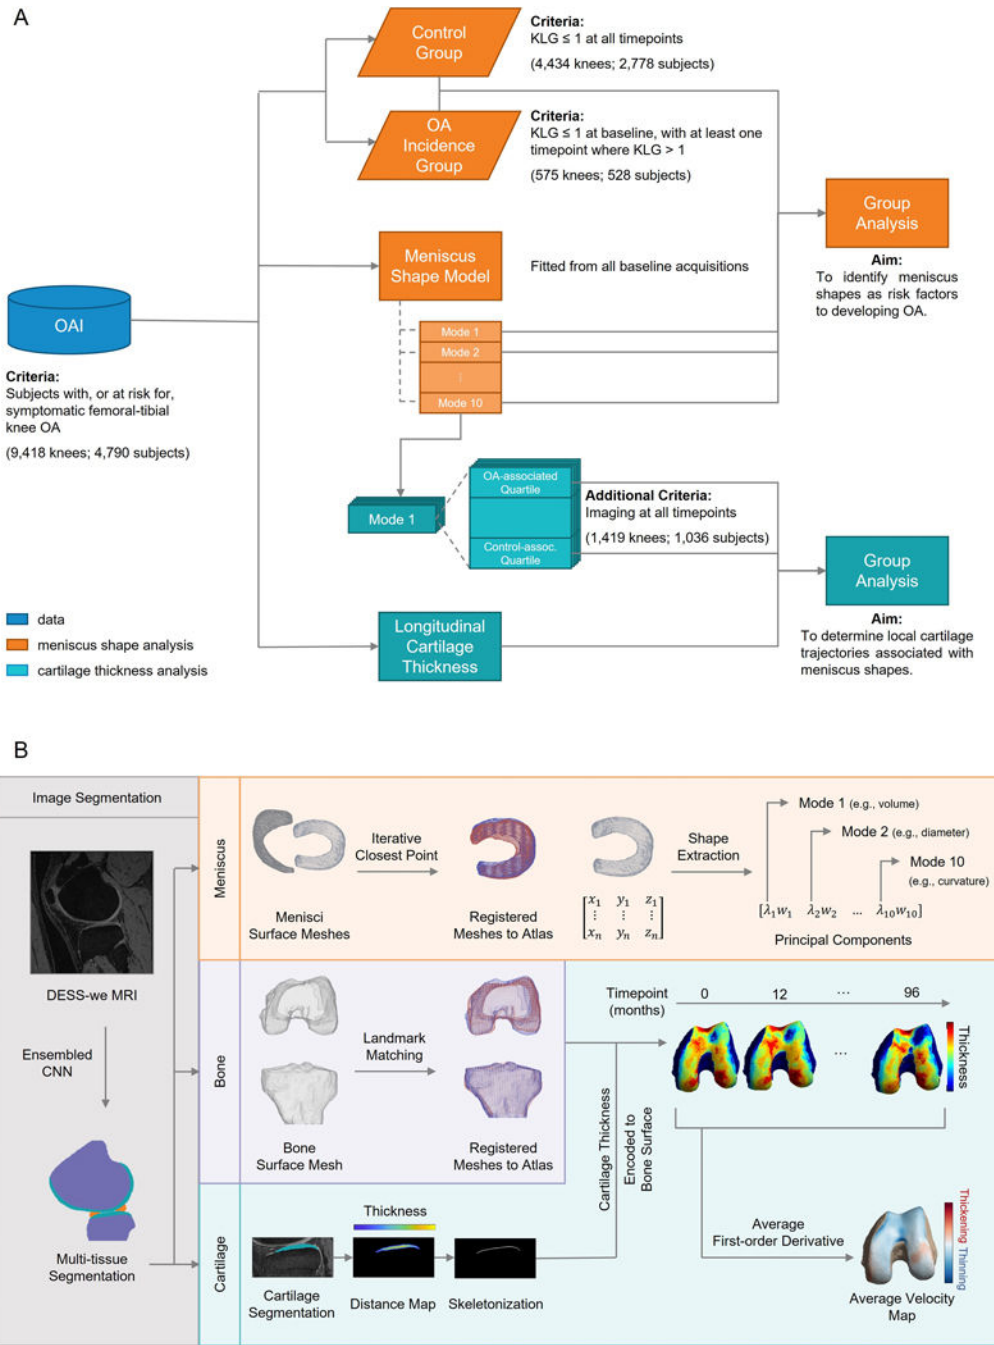 A
Control
Group
Criteria:
KLG ≤ 1 at all timepoints
(4,434 knees; 2,778 subjects)
OA
Incidence
Group
Criteria:
KLG ≤ 1 at baseline, with at least one
timepoint where KLG > 1
(575 knees; 528 subjects)
Group
Analysis
Aim:
To identify meniscus
shapes as risk factors
to developing OA.
Meniscus
Shape Model
Fitted from all baseline acquisitions
OAI
Criteria:
Subjects with, or at risk for,
symptomatic femoral-tibial
knee OA
(9,418 knees; 4,790 subjects)
Mode 1
Mode 2
⋮
Mode 10
Mode 1
OA-associated
Quartile
Control-assoc.
Quartile
Additional Criteria:
Imaging at all timepoints
(1,419 knees; 1,036 subjects)
Group
Analysis
Aim:
To determine local cartilage
trajectories associated with
meniscus shapes.
Longitudinal
Cartilage
Thickness
data
meniscus shape analysis
cartilage thickness analysis
B
Image Segmentation
DESS-we MRI
Ensembled
CNN
Multi-tissue
Segmentation
Meniscus
Menisci
Surface Meshes
Iterative
Closest Point
Registered
Meshes to Atlas
x₁ y₁ z₁
⋮ ⋮ ⋮
xₙ yₙ zₙ
Shape
Extraction
Mode 1 (e.g., volume)
Mode 2 (e.g., diameter)
Mode 10
(e.g., curvature)
[λ₁w₁ λ₂w₂ ... λ₁₀w₁₀]
Principal Components
Bone
Bone
Surface Mesh
Landmark
Matching
Registered
Meshes to Atlas
Cartilage
Cartilage
Segmentation
Thickness
Distance Map
Skeletonization
Cartilage Thickness
Encoded to
Bone Surface
Timepoint
(months)
0 12 ... 96
...
Thickness
Average
First-order Derivative
Thickening
Thinning
Average Velocity
Map